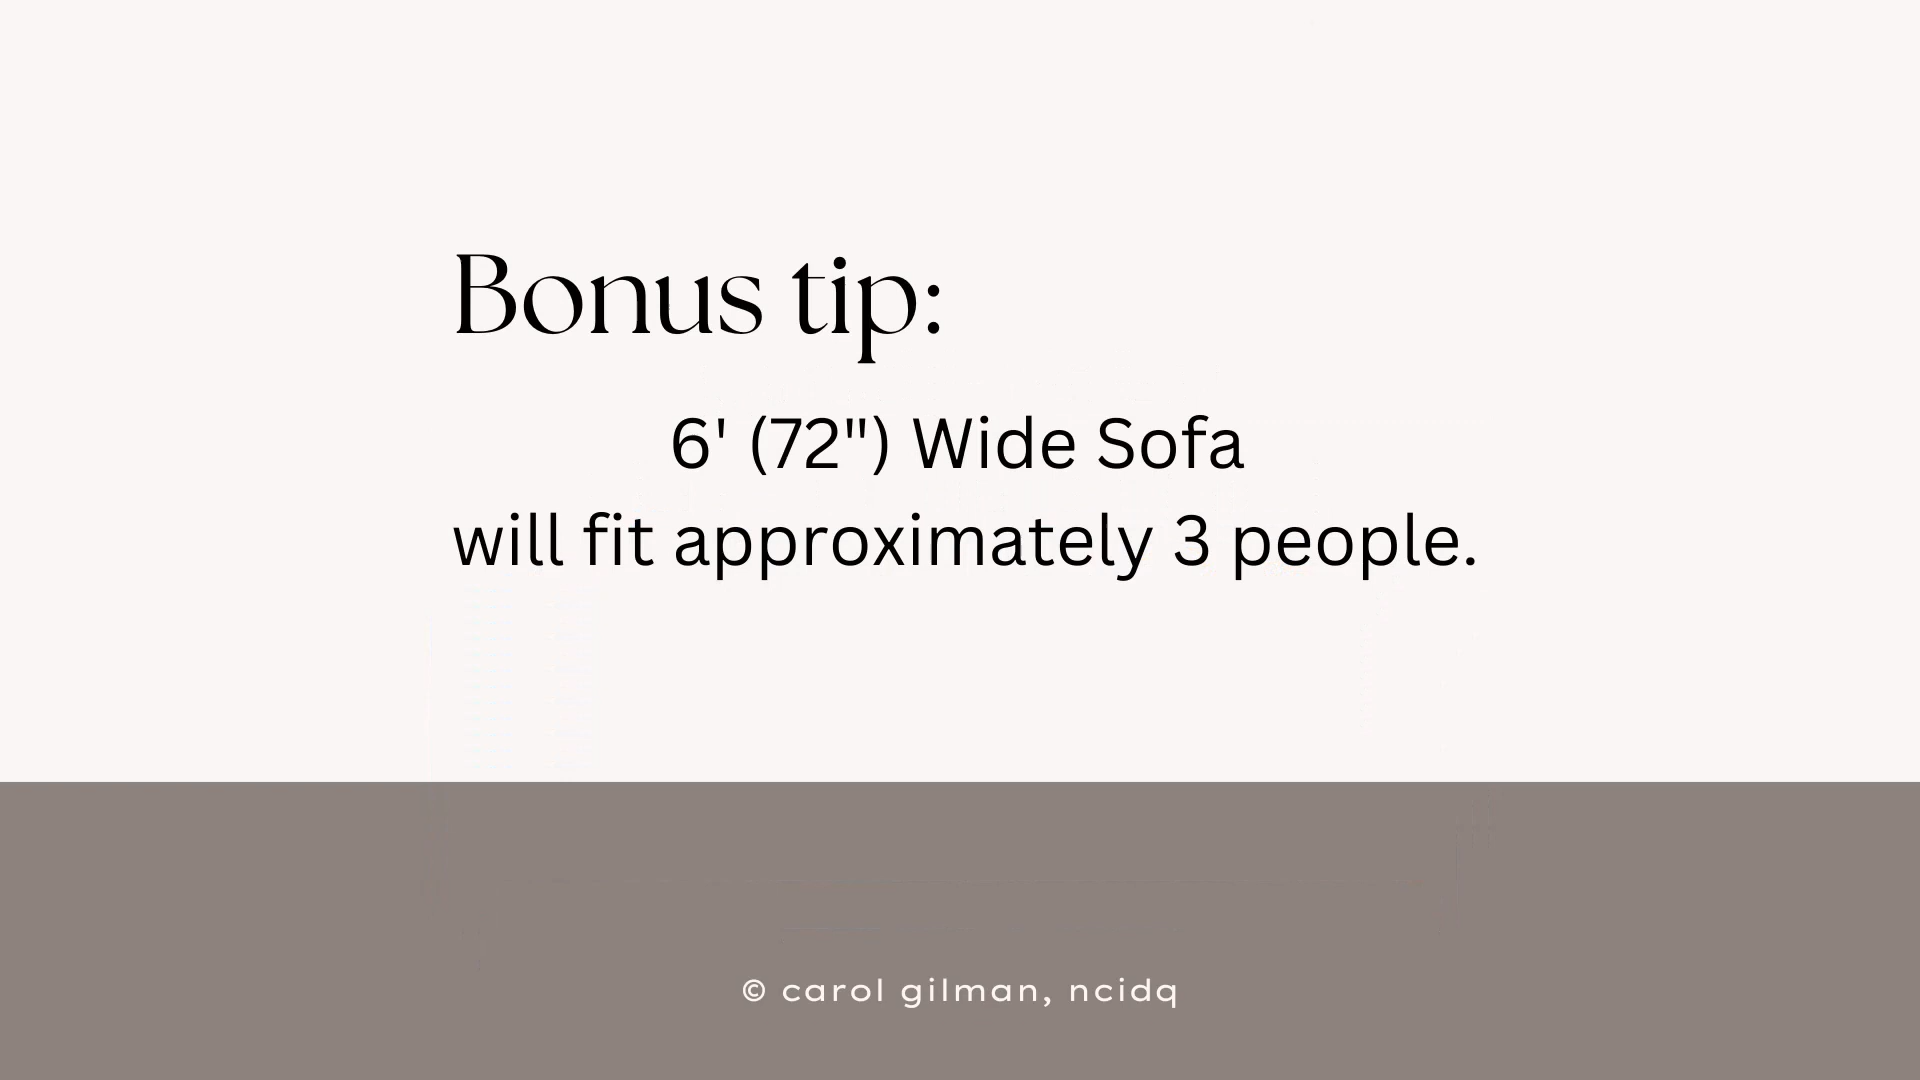 Bonus tip:
6' (72") Wide Sofa
will fit approximately 3 people.
© carol gilman, ncidq